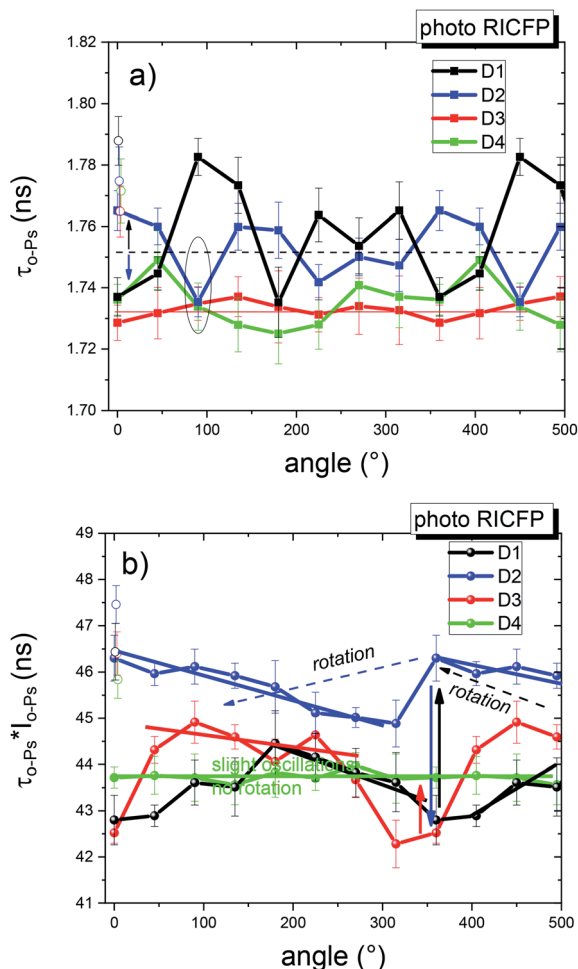 photo RICFP
a)
D1
D2
D3
D4
1.82
1.80
1.78
1.76
1.74
1.72
1.70
τo-Ps (ns)
0 100 200 300 400 500
angle (°)
photo RICFP
b)
D1
D2
D3
D4
49
48
47
46
45
44
43
42
41
τo-Ps*Io-Ps (ns)
rotation
rotation
slight oscillations
no rotation
0 100 200 300 400 500
angle (°)